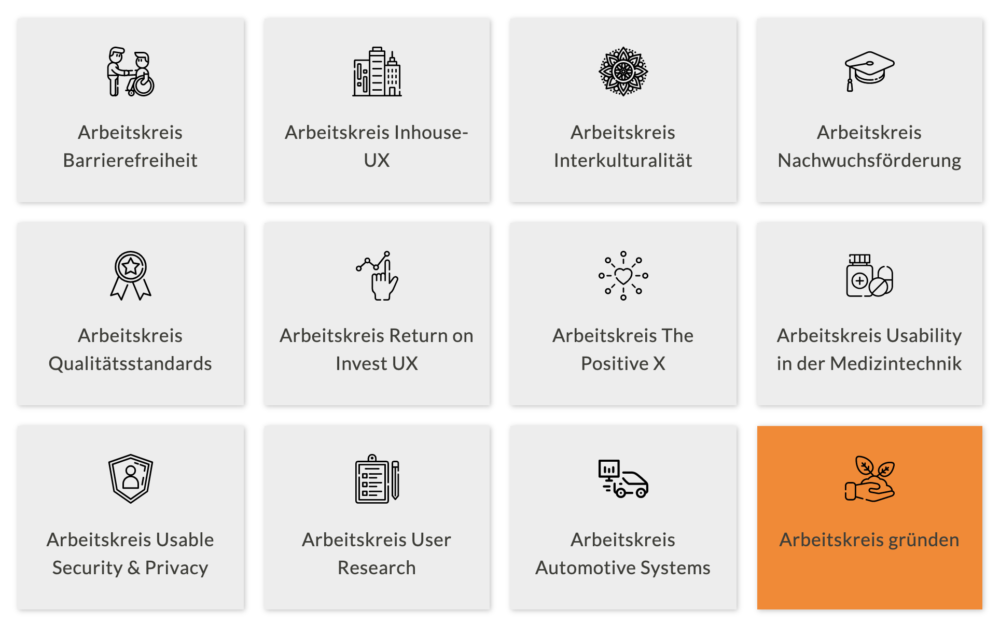 Arbeitskreis
Barrierefreiheit
Arbeitskreis Inhouse-
UX
Arbeitskreis
Interkulturalität
Arbeitskreis
Nachwuchsförderung
Arbeitskreis
Qualitätsstandards
Arbeitskreis Return on
Invest UX
Arbeitskreis The
Positive X
Arbeitskreis Usability
in der Medizintechnik
Arbeitskreis Usable
Security & Privacy
Arbeitskreis User
Research
Arbeitskreis
Automotive Systems
Arbeitskreis gründen